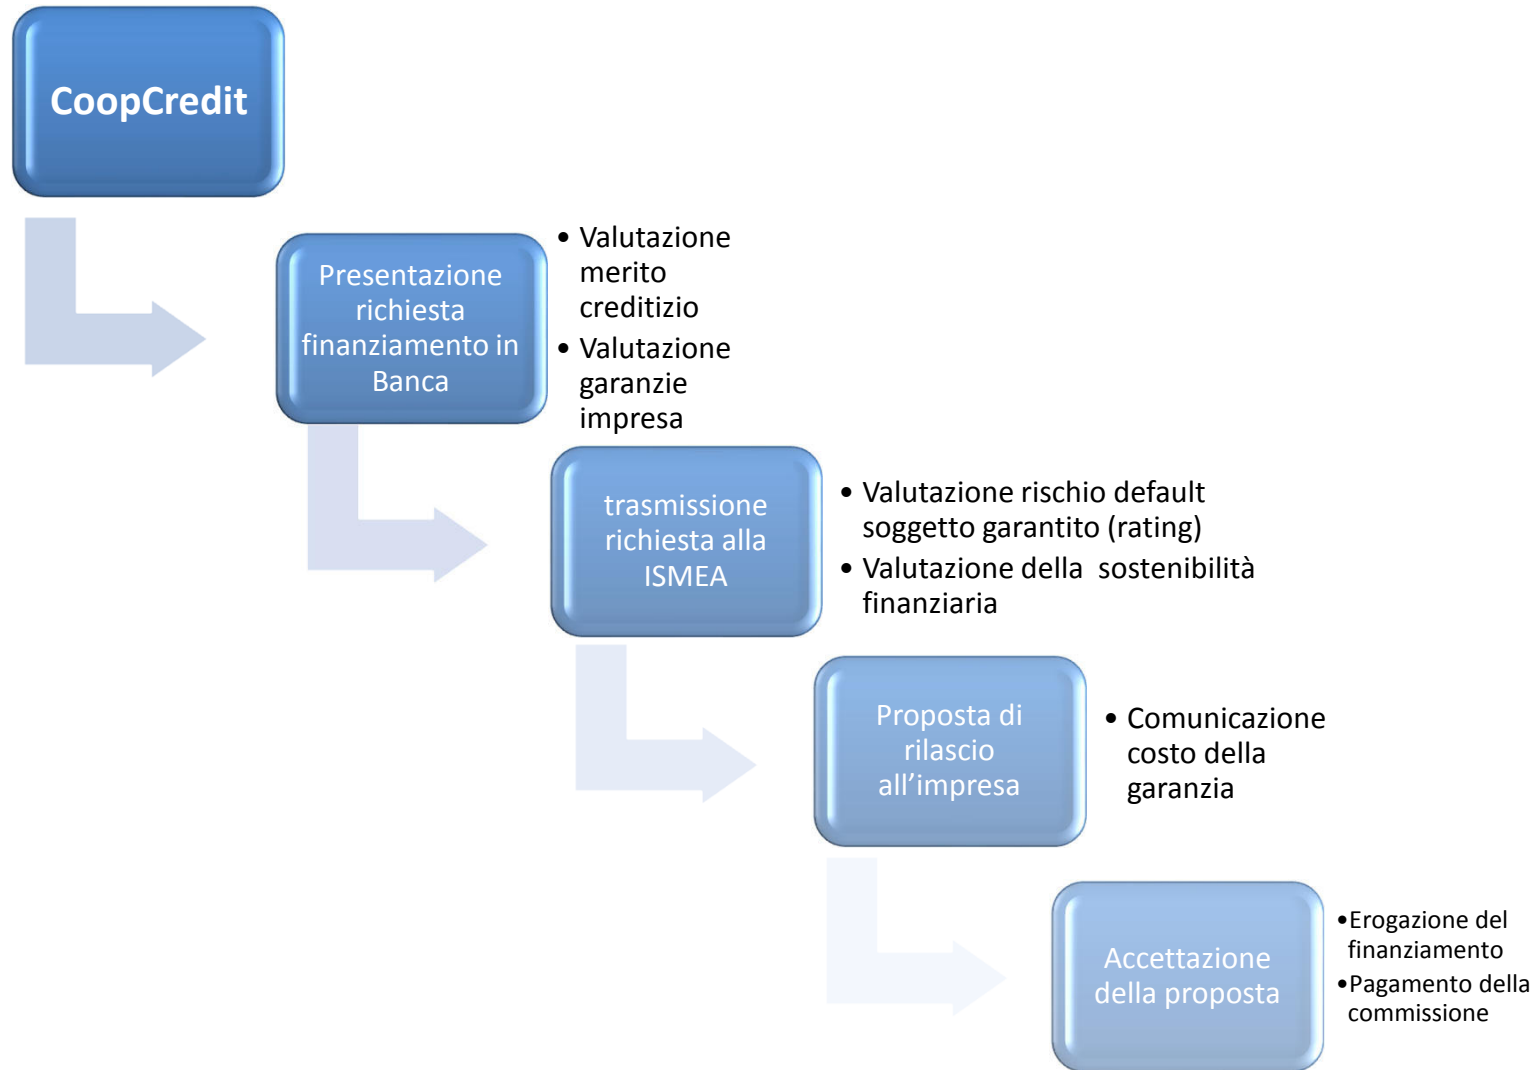 CoopCredit
Presentazione
richiesta
finanziamento in
Banca
• Valutazione
merito
creditizio
• Valutazione
garanzie
impresa
trasmissione
richiesta alla
ISMEA
• Valutazione rischio default
soggetto garantito (rating)
• Valutazione della  sostenibilità
finanziaria
Proposta di
rilascio
all’impresa
• Comunicazione
costo della
garanzia
Accettazione
della proposta
•Erogazione del
finanziamento
•Pagamento della
commissione